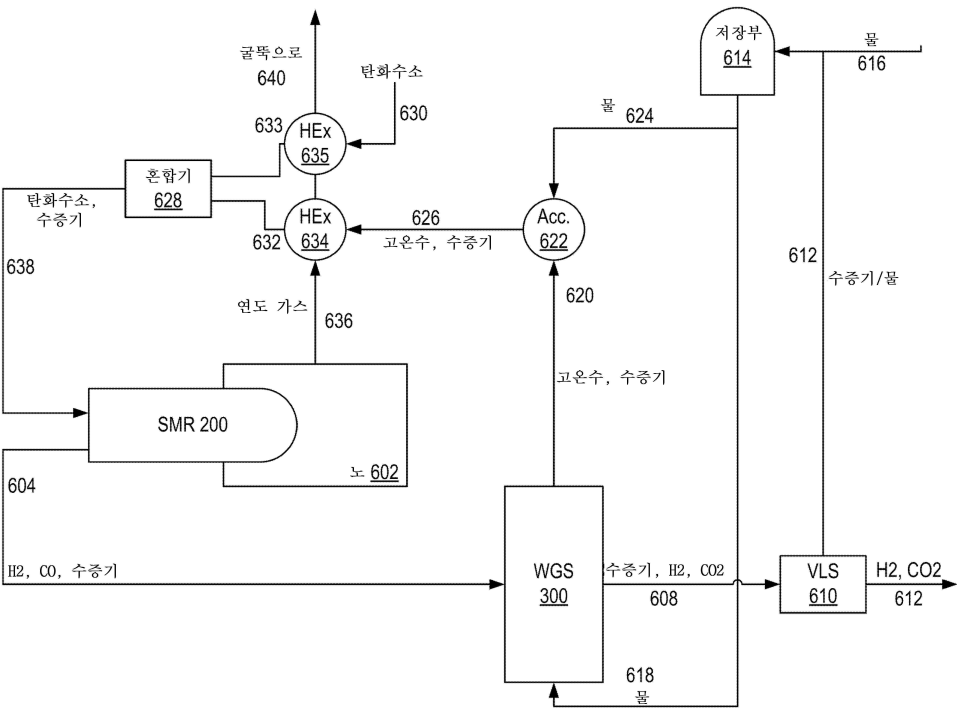 저장부
614
물
616
굴뚝으로
640
탄화수소
630
633
HEx
635
물
624
혼합기
628
탄화수소,
수증기
632
HEx
634
626
고온수, 수증기
Acc.
622
612
수증기/물
638
620
연도 가스
636
고온수, 수증기
SMR 200
노 602
604
H2, CO, 수증기
WGS
300
수증기, H2, CO2
608
VLS
610
H2, CO2
612
618
물